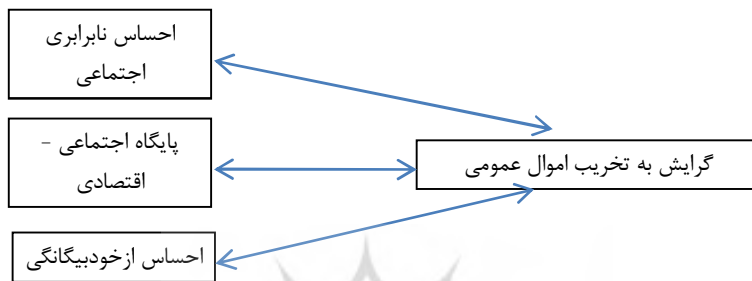 احساس نابرابری
اجتماعی
پایگاه اجتماعی -
اقتصادی
گرایش به تخریب اموال عمومی
احساس ازخودبیگانگی